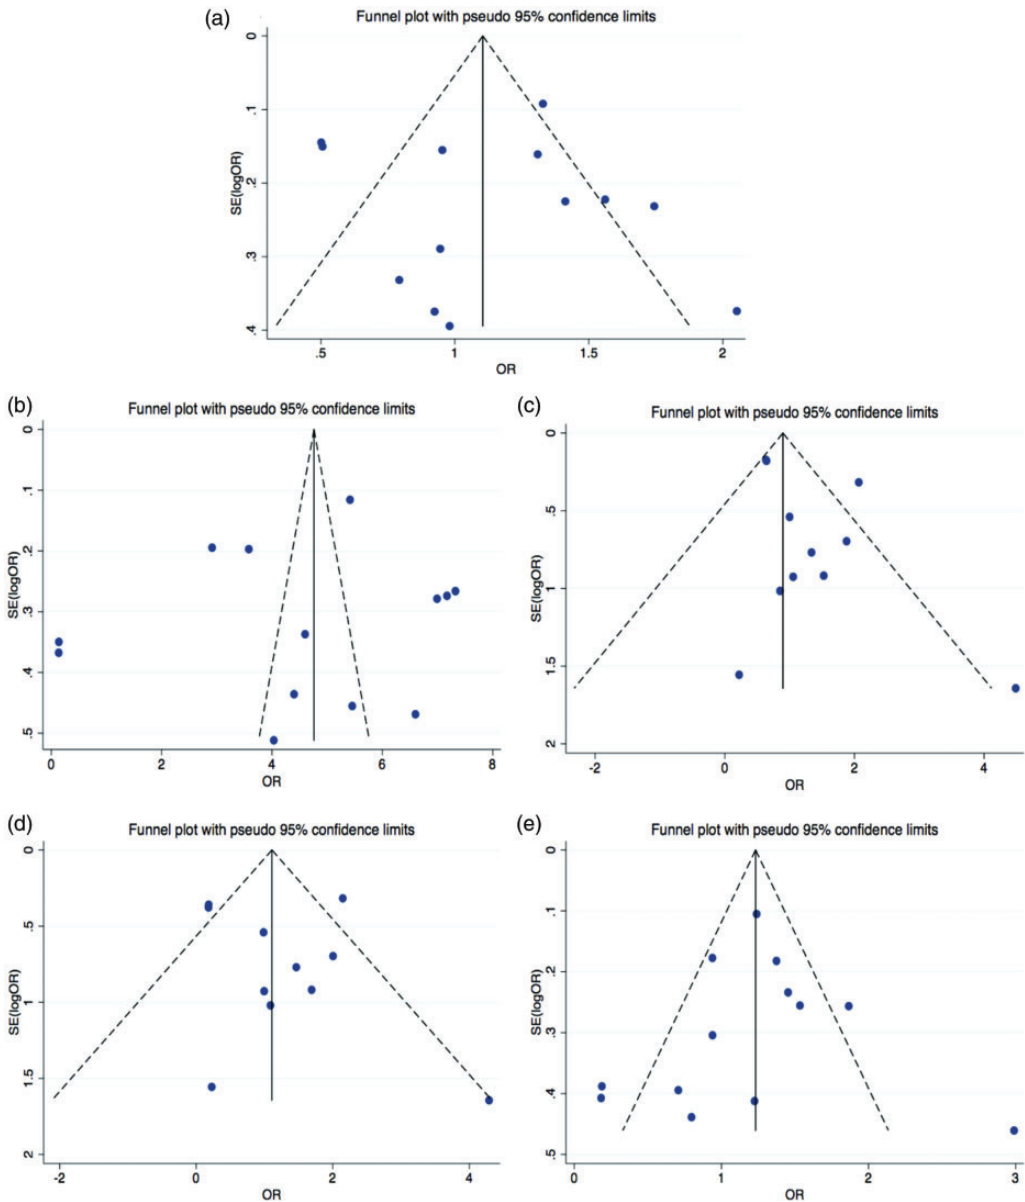 (a)
Funnel plot with pseudo 95% confidence limits
0
.1
.2
.3
.4
SE(logOR)
.5
1
1.5
2
OR
(b)
Funnel plot with pseudo 95% confidence limits
0
.1
.2
.3
.4
.5
SE(logOR)
0
2
4
6
8
OR
(c)
Funnel plot with pseudo 95% confidence limits
0
.5
1
1.5
2
SE(logOR)
-2
0
2
4
OR
(d)
Funnel plot with pseudo 95% confidence limits
0
.5
1
1.5
2
SE(logOR)
-2
0
2
4
OR
(e)
Funnel plot with pseudo 95% confidence limits
0
.1
.2
.3
.4
.5
SE(logOR)
0
1
2
3
OR